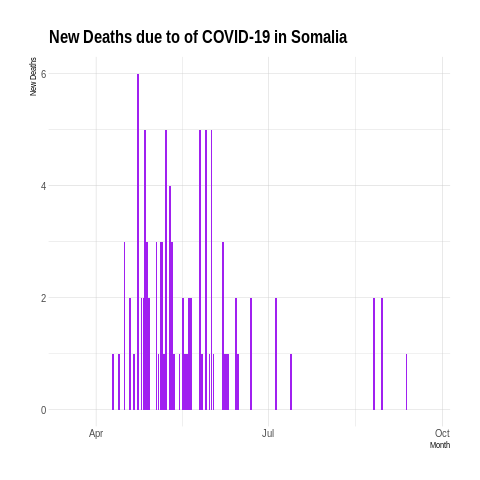 New Deaths due to of COVID-19 in Somalia
New Deaths
6
4
2
0
Apr
Jul
Oct
Month